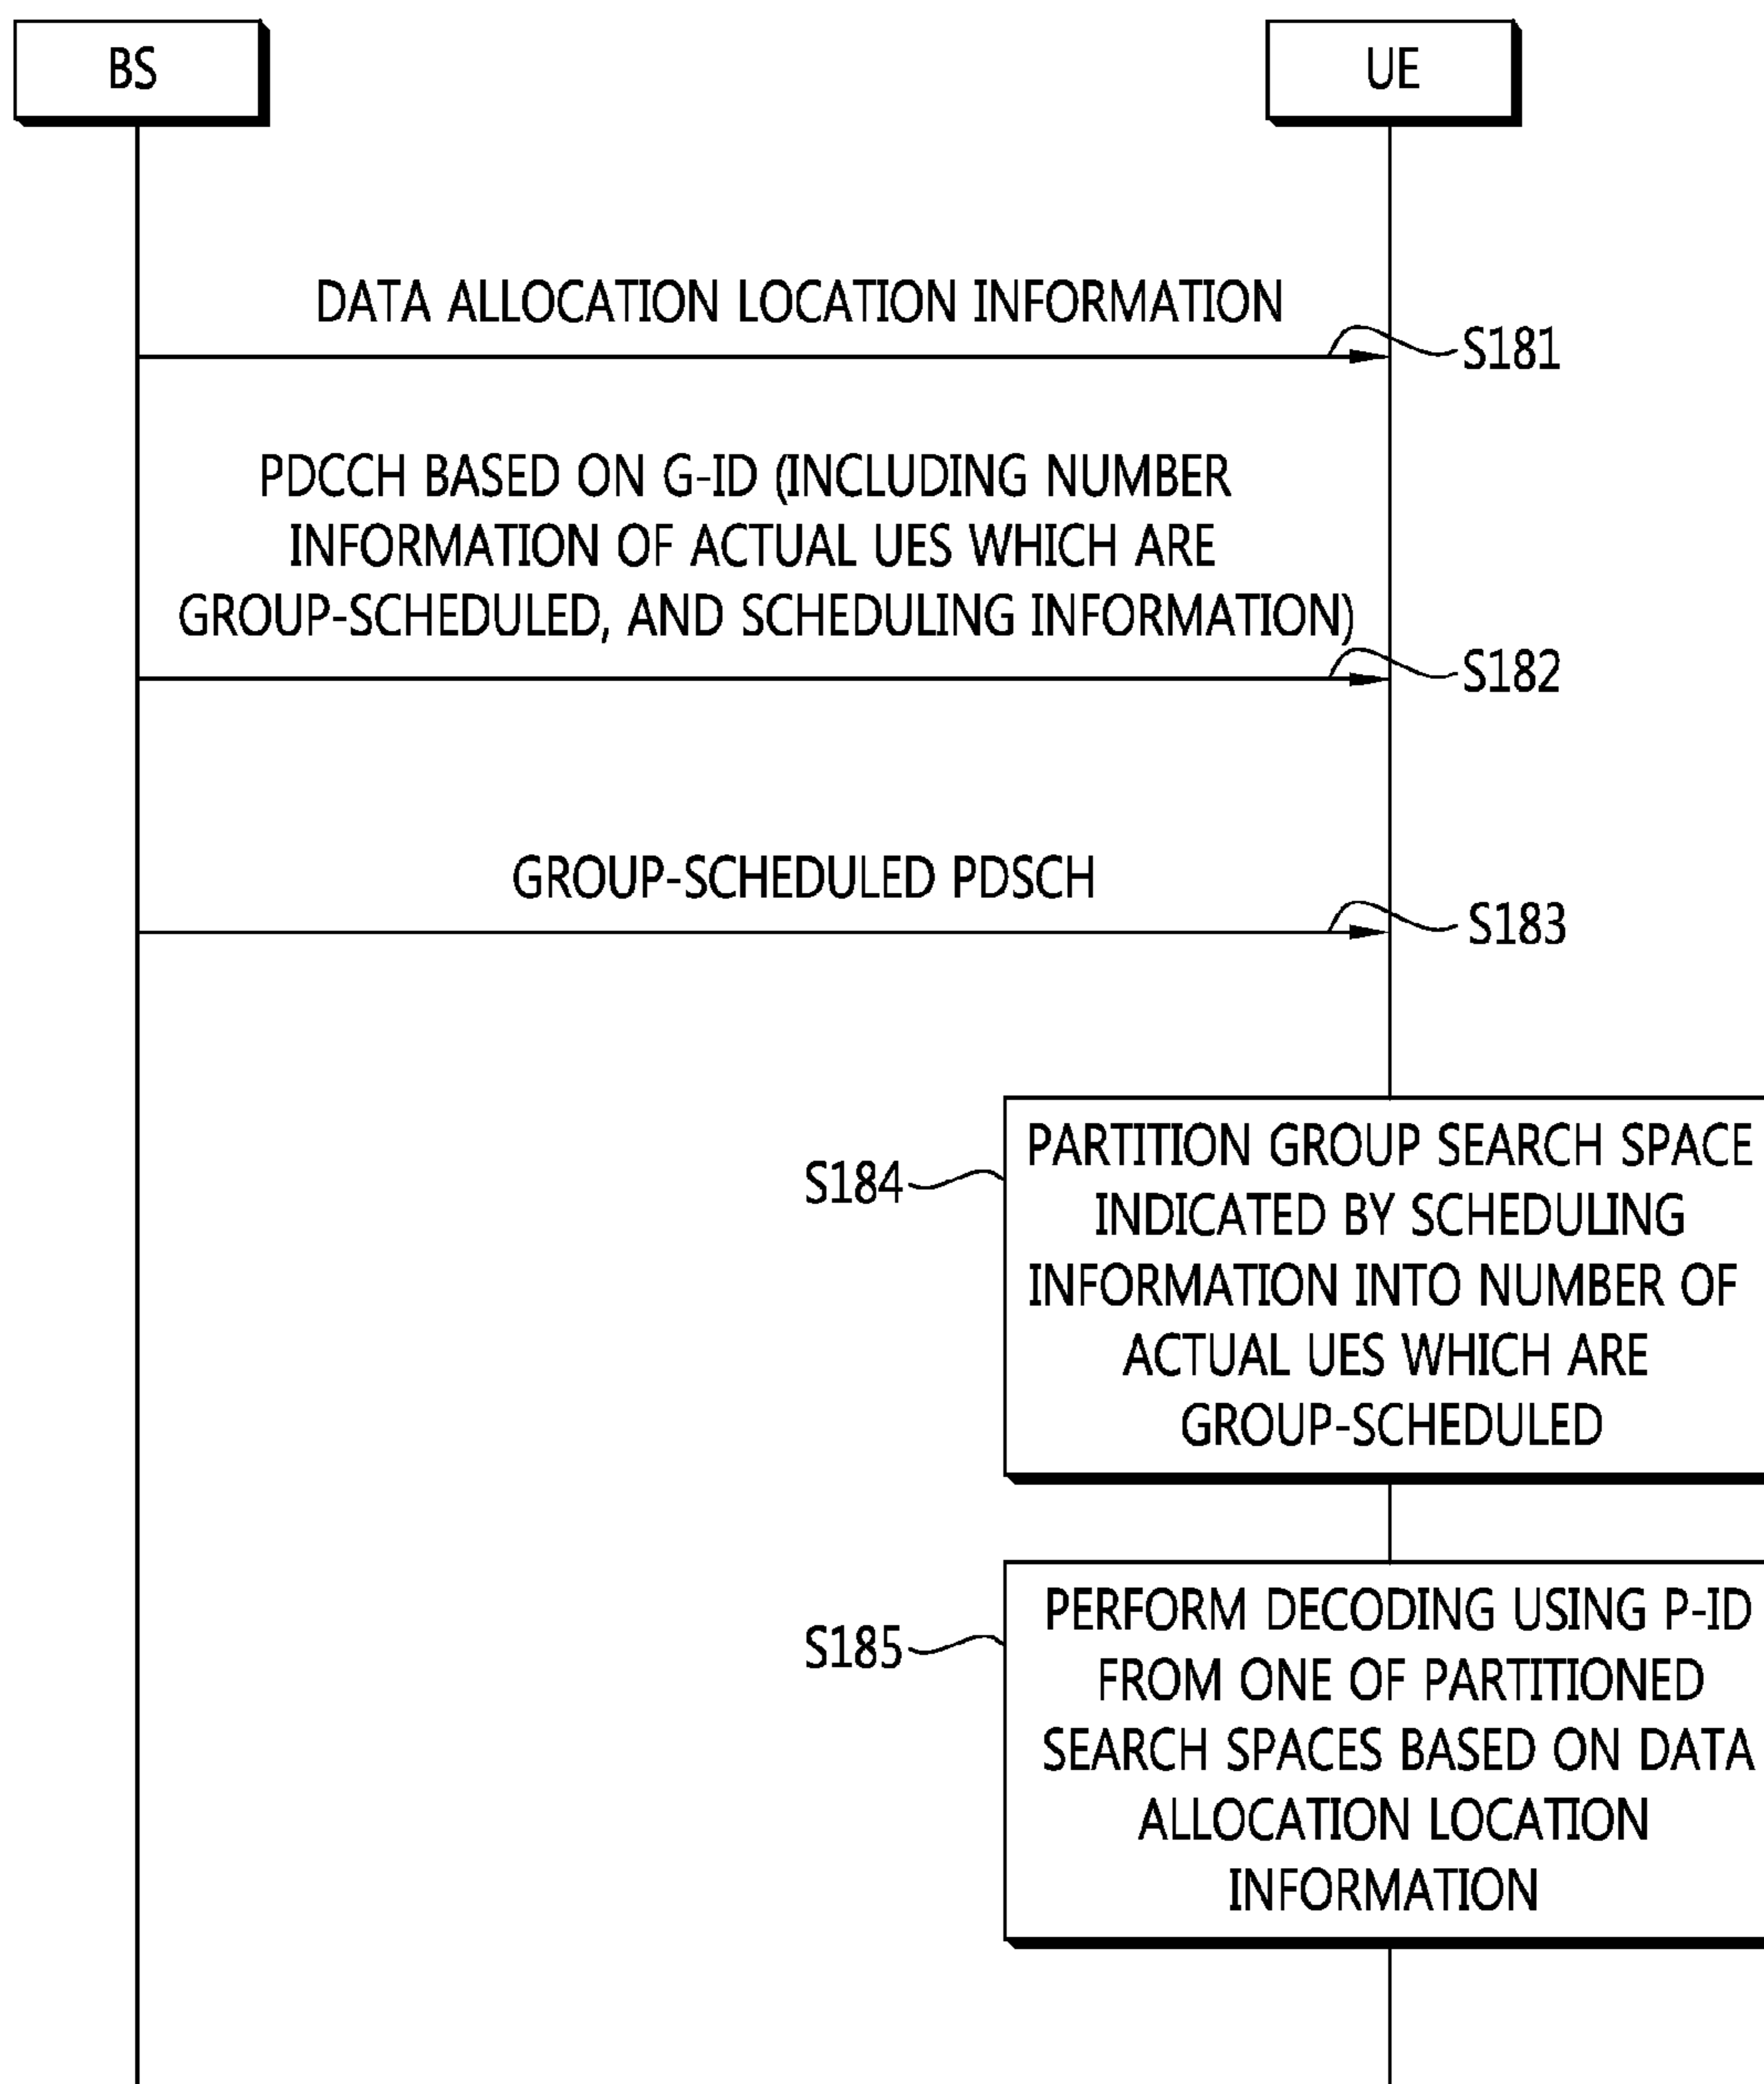 BS
UE
DATA ALLOCATION LOCATION INFORMATION
S181
PDCCH BASED ON G-ID (INCLUDING NUMBER
INFORMATION OF ACTUAL UES WHICH ARE
GROUP-SCHEDULED, AND SCHEDULING INFORMATION)
S182
GROUP-SCHEDULED PDSCH
S183
S184
PARTITION GROUP SEARCH SPACE
INDICATED BY SCHEDULING
INFORMATION INTO NUMBER OF
ACTUAL UES WHICH ARE
GROUP-SCHEDULED
S185
PERFORM DECODING USING P-ID
FROM ONE OF PARTITIONED
SEARCH SPACES BASED ON DATA
ALLOCATION LOCATION
INFORMATION